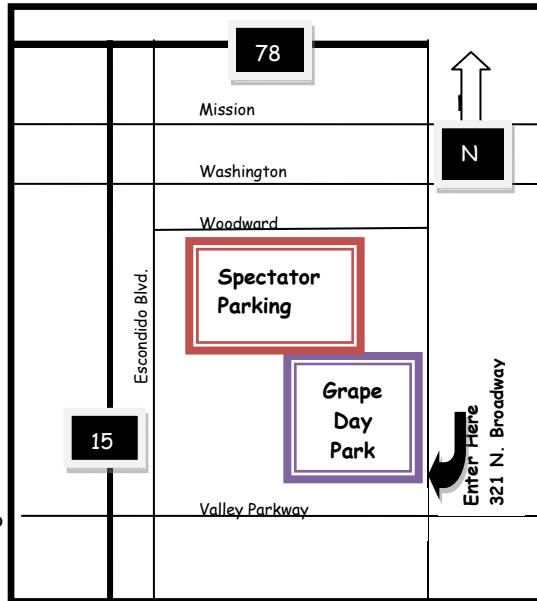 78
N
Mission
Washington
Woodward
Spectator
Parking
Escondido Blvd.
Grape
Day
Park
15
Enter Here
321 N. Broadway
Valley Parkway